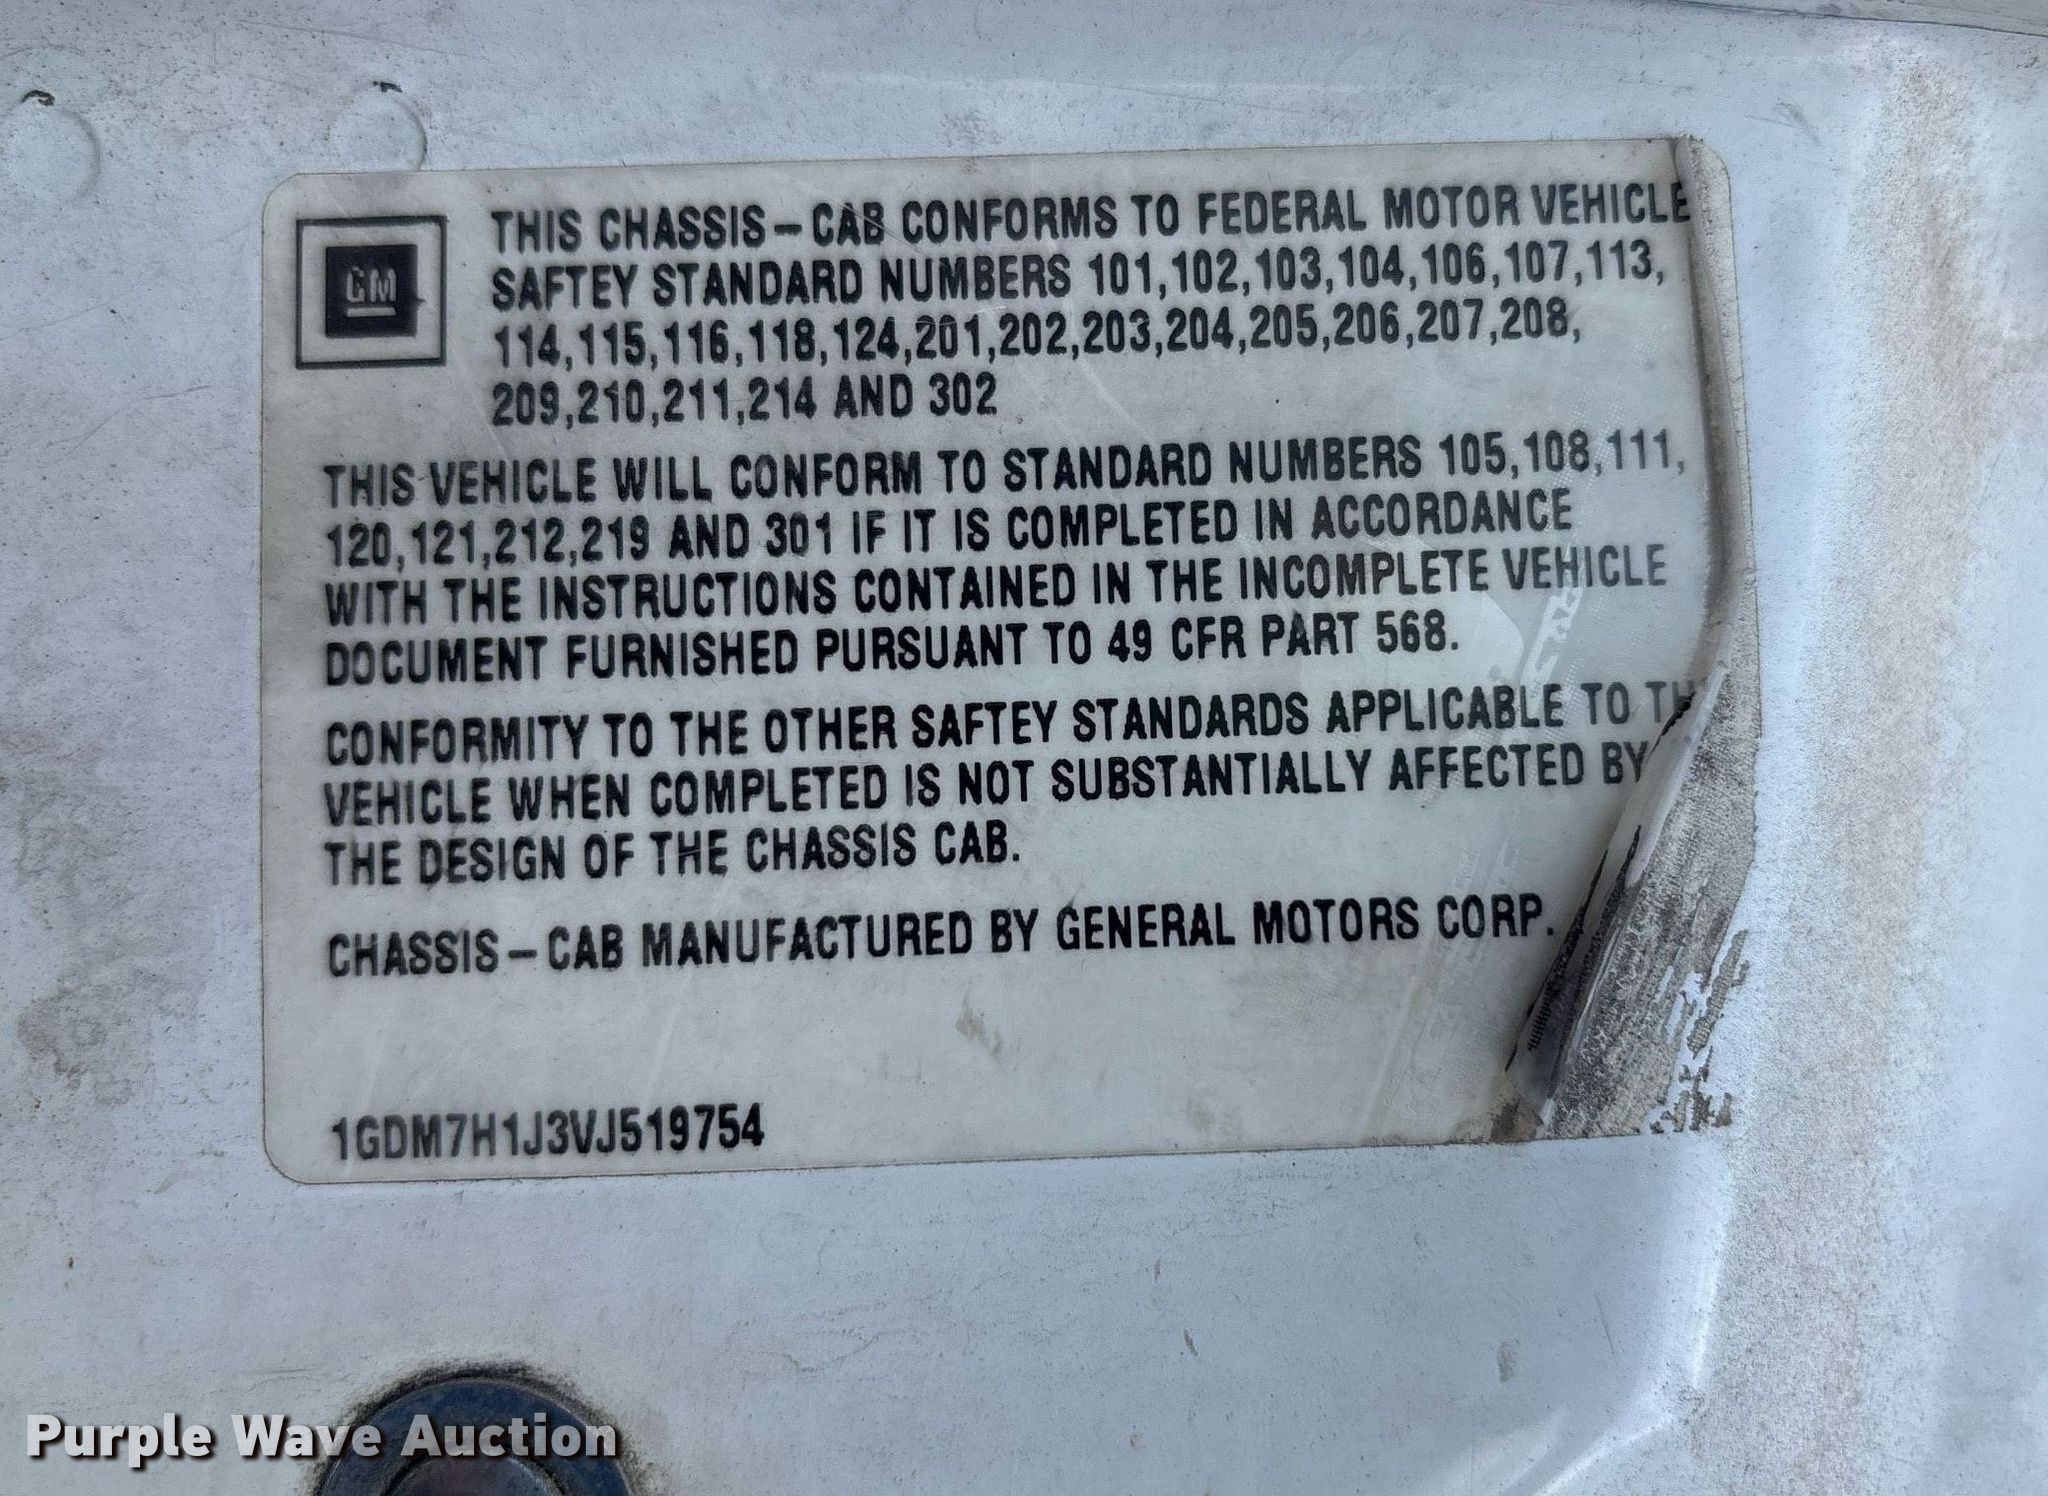 GM
THIS CHASSIS-CAB CONFORMS TO FEDERAL MOTOR VEHICLE
SAFTEY STANDARD NUMBERS 101,102,103,104,106,107,113,
114,115,116,118,124,201,202,203,204,205,206,207,208,
209,210,211,214 AND 302
THIS VEHICLE WILL CONFORM TO STANDARD NUMBERS 105,108,111,
120,121,212,219 AND 301 IF IT IS COMPLETED IN ACCORDANCE
WITH THE INSTRUCTIONS CONTAINED IN THE INCOMPLETE VEHICLE
DOCUMENT FURNISHED PURSUANT TO 49 CFR PART 568.
CONFORMITY TO THE OTHER SAFTEY STANDARDS APPLICABLE TO
VEHICLE WHEN COMPLETED IS NOT SUBSTANTIALLY AFFECTED BY
THE DESIGN OF THE CHASSIS CAB.
CHASSIS-CAB MANUFACTURED BY GENERAL MOTORS CORP.
1GDM7H1J3VJ519754
Purple Wave Auction